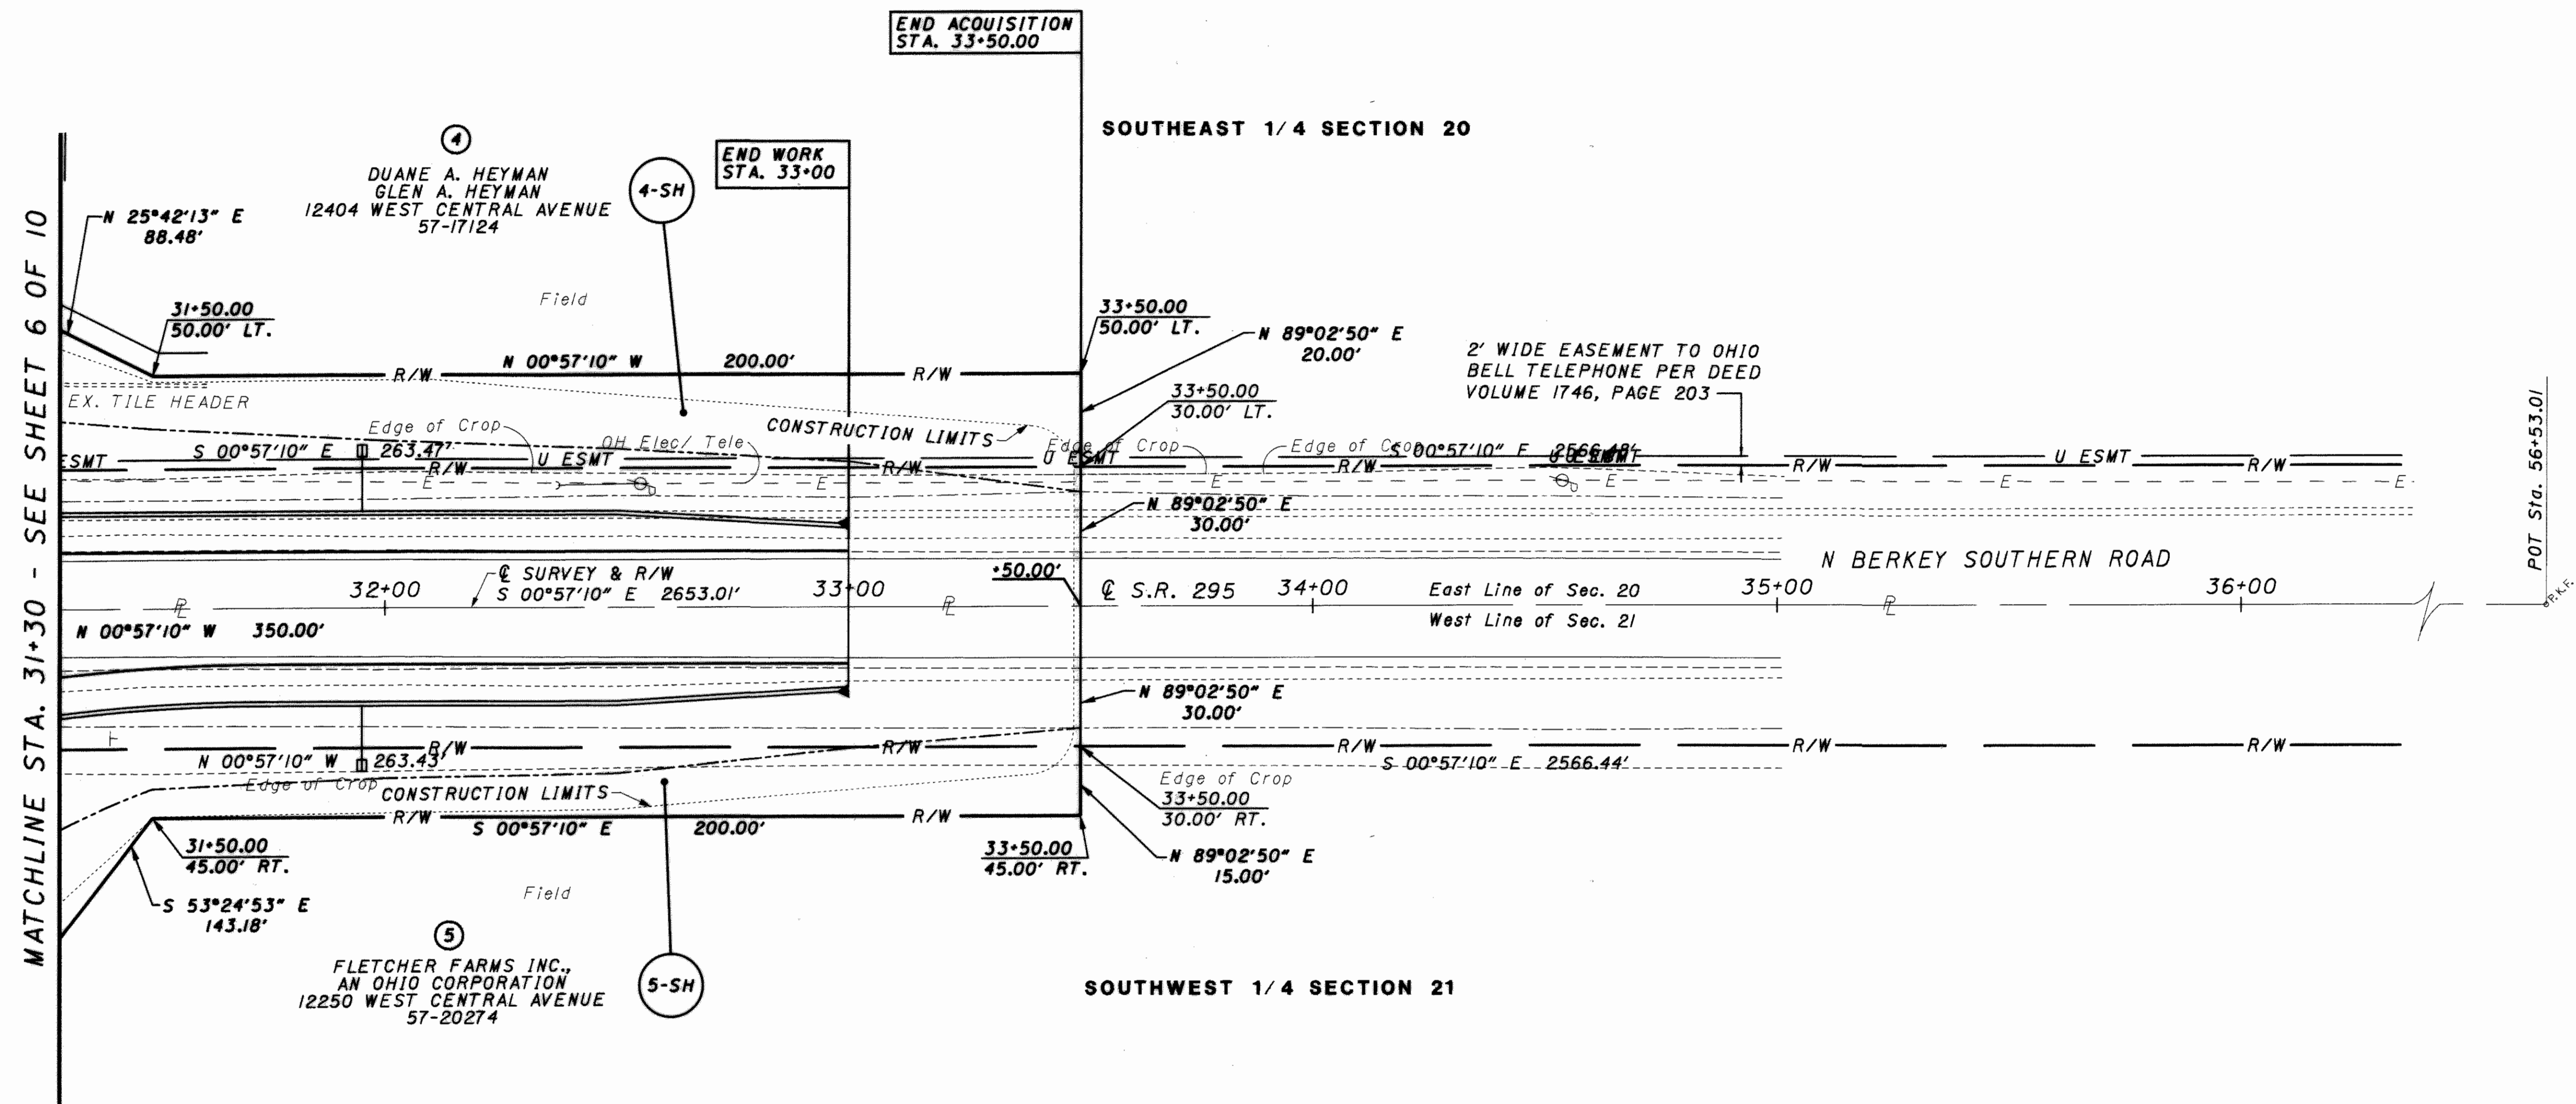 END ACQUISITION
STA. 33+50.00
SOUTHEAST 1/4 SECTION 20
4
DUANE A. HEYMAN
GLEN A. HEYMAN
12404 WEST CENTRAL AVENUE
57-17124
4-SH
END WORK
STA. 33+00
MATCHLINE STA. 31+30 - SEE SHEET 6 OF 10
N 25°42'13" E
88.48'
31+50.00
50.00' LT.
Field
33+50.00
50.00' LT.
N 89°02'50" E
20.00'
2' WIDE EASEMENT TO OHIO
BELL TELEPHONE PER DEED
VOLUME 1746, PAGE 203
R/W
N 00°57'10" W 200.00'
R/W
33+50.00
30.00' LT.
EX. TILE HEADER
Edge of Crop
OH Elec/ Tele
CONSTRUCTION LIMITS
Edge of Crop
Edge of Crop
S 00°57'10" E 263.47'
S 00°57'10" E 2566.48'
ESMT
R/W
U ESMT
R/W
U ESMT
R/W
U ESMT
R/W
U ESMT
R/W
E
E
E
E
E
E
N 89°02'50" E
30.00'
POT Sta. 56+53.01
P.K.F.
N BERKEY SOUTHERN ROAD
℄ SURVEY & R/W
S 00°57'10" E 2653.01'
+50.00'
32+00
33+00
℄ S.R. 295
34+00
East Line of Sec. 20
35+00
36+00
PL
PL
PL
West Line of Sec. 21
N 00°57'10" W 350.00'
N 89°02'50" E
30.00'
R/W
R/W
R/W
R/W
R/W
N 00°57'10" W 263.43'
S 00°57'10" E 2566.44'
Edge of Crop
CONSTRUCTION LIMITS
Edge of Crop
33+50.00
30.00' RT.
R/W
S 00°57'10" E 200.00'
R/W
31+50.00
45.00' RT.
33+50.00
45.00' RT.
N 89°02'50" E
15.00'
S 53°24'53" E
143.18'
Field
5
FLETCHER FARMS INC.,
AN OHIO CORPORATION
12250 WEST CENTRAL AVENUE
57-20274
5-SH
SOUTHWEST 1/4 SECTION 21